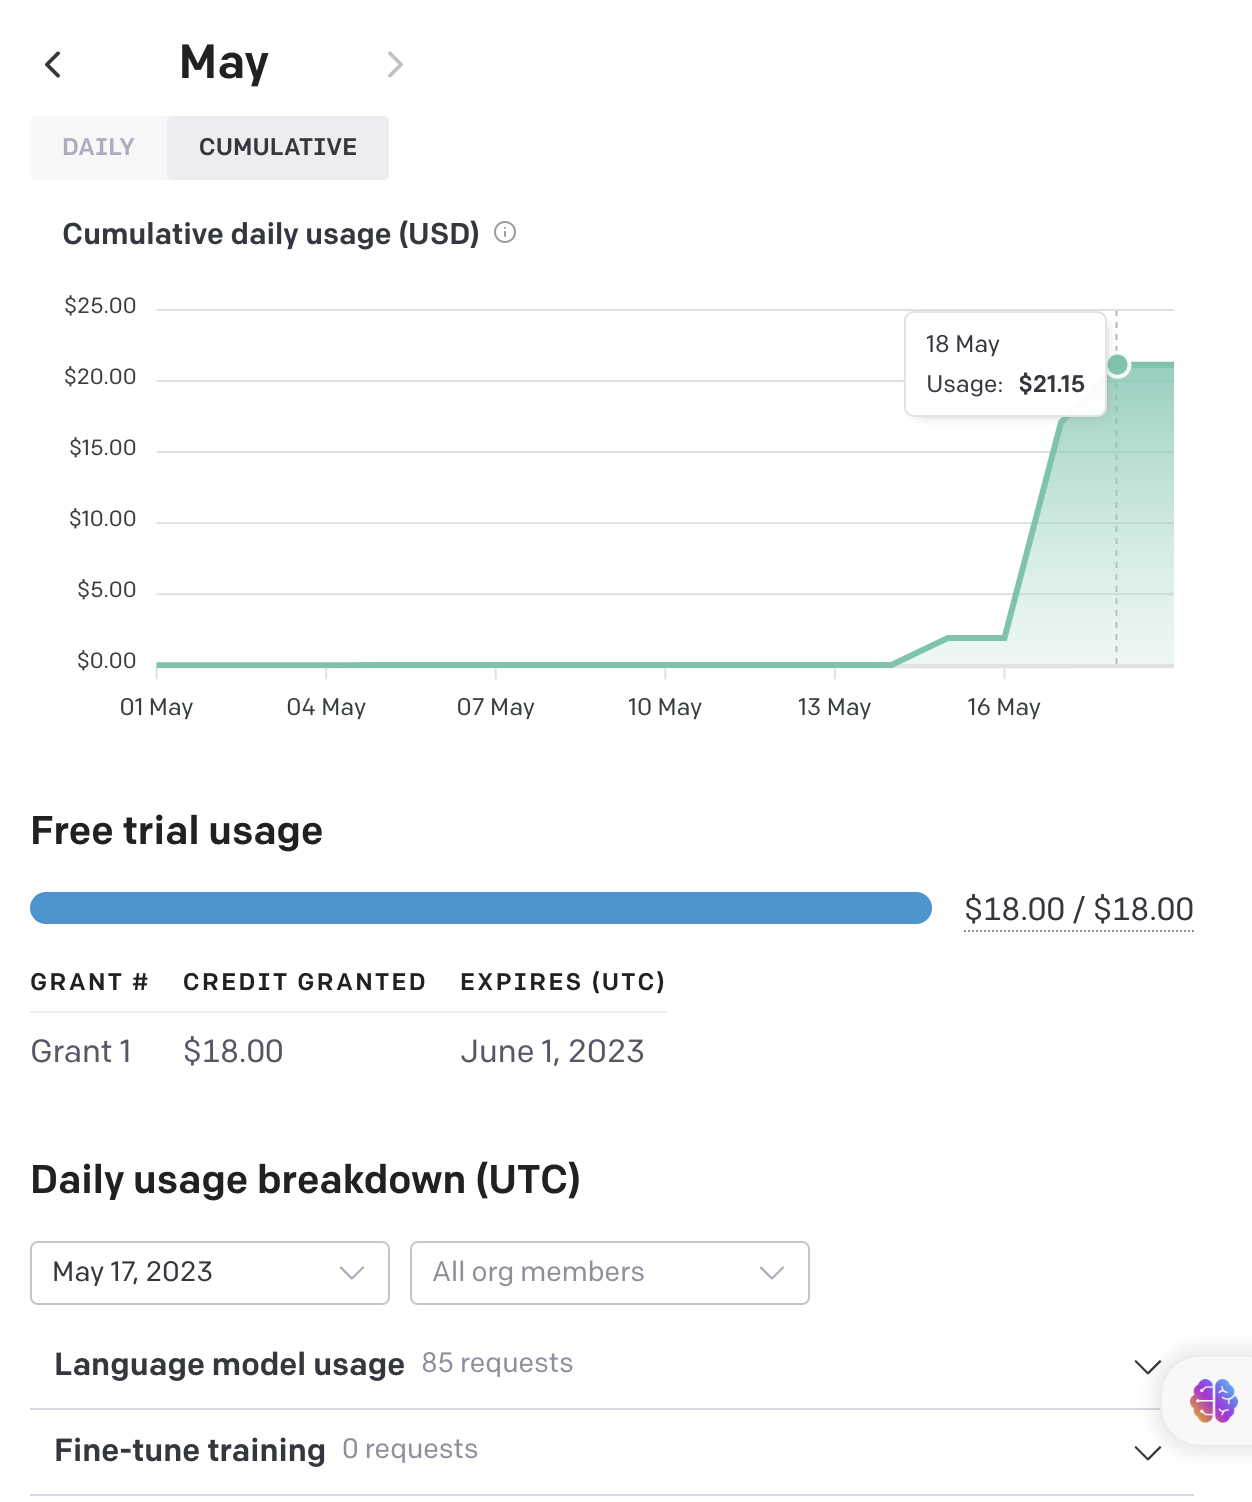 May
DAILY CUMULATIVE
Cumulative daily usage (USD)
$25.00
$20.00
$15.00
$10.00
$5.00
$0.00
18 May
Usage: $21.15
01 May 04 May 07 May 10 May 13 May 16 May
Free trial usage
$18.00 / $18.00
GRANT # CREDIT GRANTED EXPIRES (UTC)
Grant 1 $18.00 June 1, 2023
Daily usage breakdown (UTC)
May 17, 2023 All org members
Language model usage 85 requests
Fine-tune training 0 requests